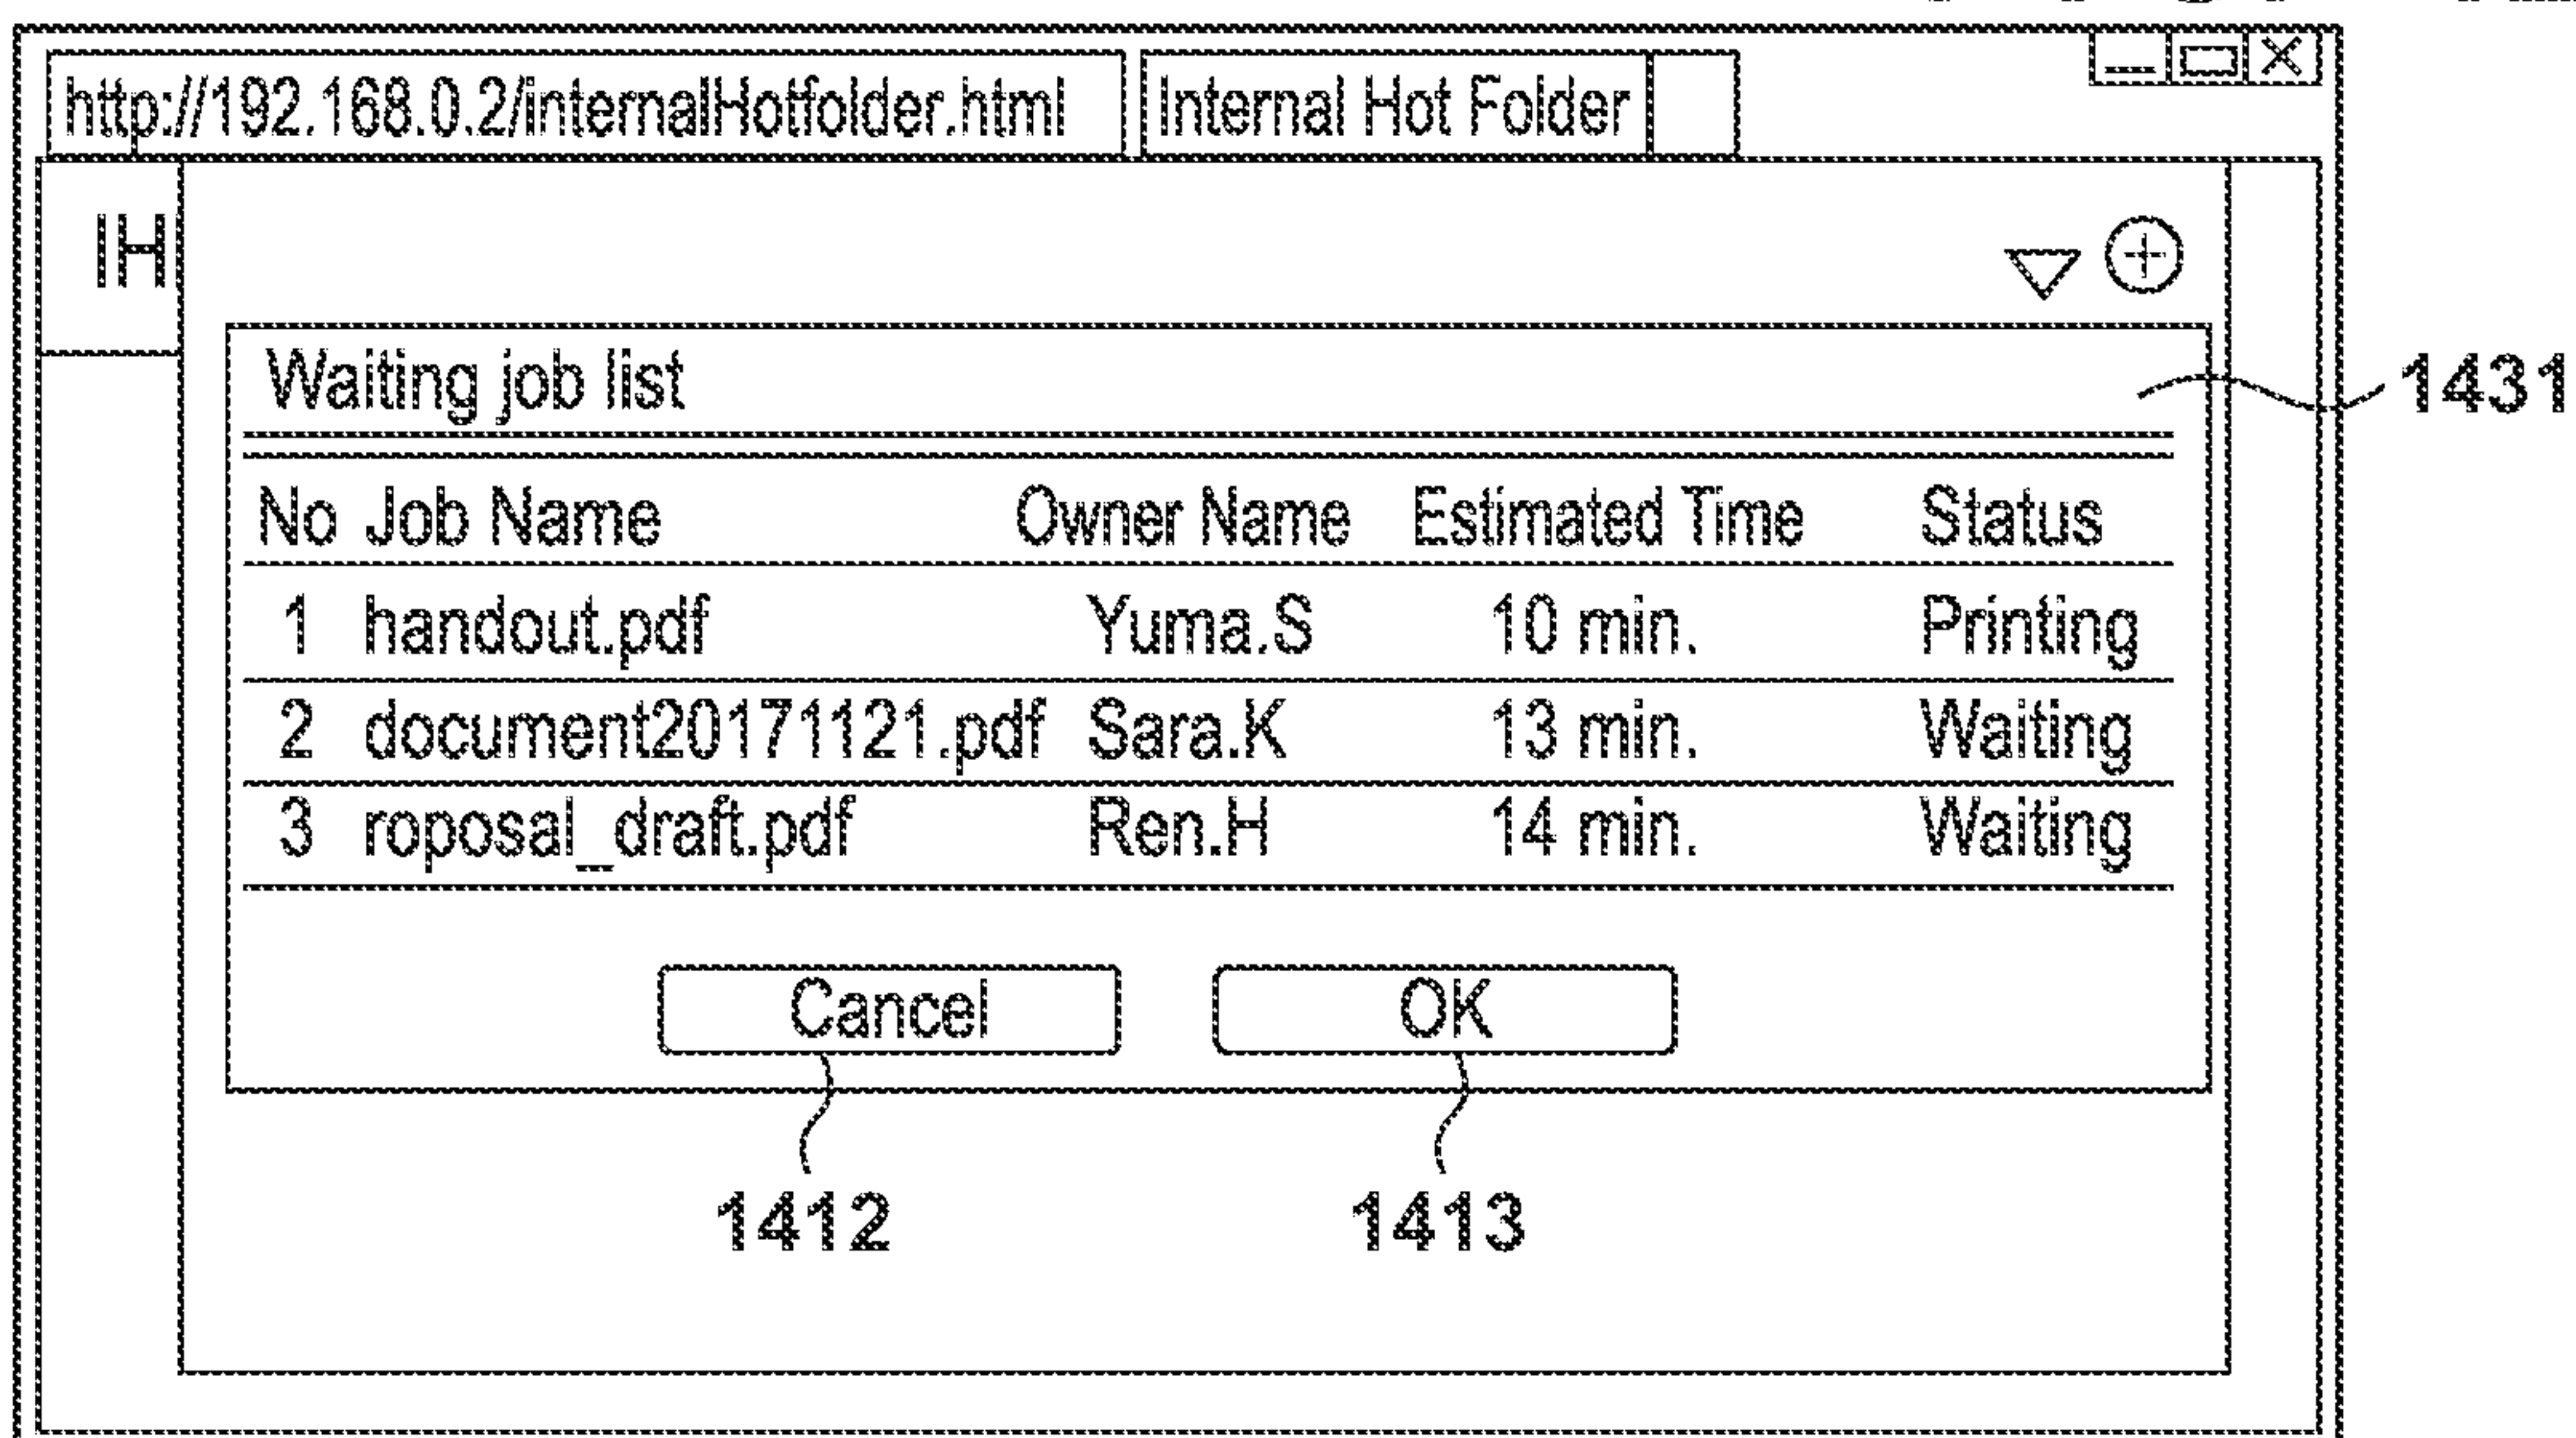 http://192.168.0.2/internalHotfolder.html Internal Hot Folder
IH
Waiting job list
1431
No Job Name Owner Name Estimated Time Status
1 handout.pdf Yuma.S 10 min. Printing
2 document20171121.pdf Sara.K 13 min. Waiting
3 roposal_draft.pdf Ren.H 14 min. Waiting
Cancel OK
1412 1413